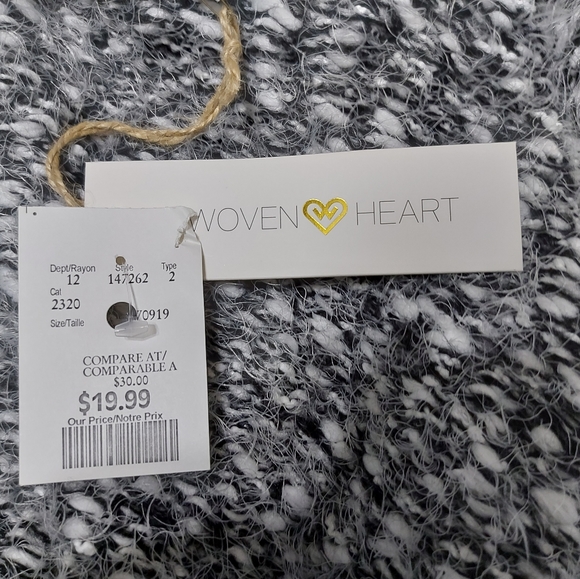 WOVEN HEART
Dept/Rayon Style Type
12 147262 2
Cat
2320
Size/Taille 70919
COMPARE AT/
COMPARABLE A
$30.00
$19.99
Our Price/Notre Prix